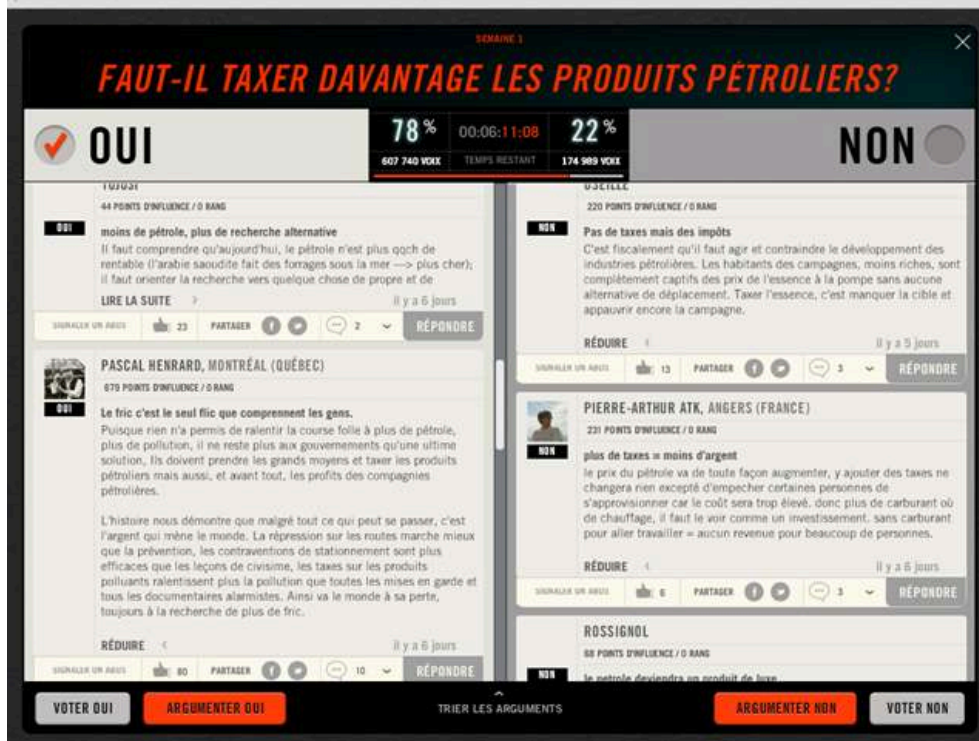 SEMAINE 1
FAUT-IL TAXER DAVANTAGE LES PRODUITS PÉTROLIERS?
OUI
78 %
607 740 VOIX
00:06:11:08
TEMPS RESTANT
22 %
174 989 VOIX
NON
44 POINTS D'INFLUENCE / 0 RANG
OUI
moins de pétrole, plus de recherche alternative
Il faut comprendre qu'aujourd'hui, le pétrole n'est plus qqch de
rentable (l'arabie saoudite fait des forrages sous la mer —> plus cher);
il faut orienter la recherche vers quelque chose de propre et de
LIRE LA SUITE
il y a 6 jours
SIGNALER UN ABUS
23
PARTAGER
2
RÉPONDRE
PASCAL HENRARD, MONTRÉAL (QUÉBEC)
679 POINTS D'INFLUENCE / 0 RANG
OUI
Le fric c'est le seul flic que comprennent les gens.
Puisque rien n'a permis de ralentir la course folle à plus de pétrole,
plus de pollution, il ne reste plus aux gouvernements qu'une ultime
solution, Ils doivent prendre les grands moyens et taxer les produits
pétroliers mais aussi, et avant tout, les profits des compagnies
pétrolières.
L'histoire nous démontre que malgré tout ce qui peut se passer, c'est
l'argent qui mène le monde. La répression sur les routes marche mieux
que la prévention, les contraventions de stationnement sont plus
efficaces que les leçons de civisme, les taxes sur les produits
polluants ralentissent plus la pollution que toutes les mises en garde et
tous les documentaires alarmistes. Ainsi va le monde à sa perte,
toujours à la recherche de plus de fric.
RÉDUIRE
il y a 6 jours
SIGNALER UN ABUS
80
PARTAGER
10
RÉPONDRE
OSEILLE
220 POINTS D'INFLUENCE / 0 RANG
NON
Pas de taxes mais des impôts
C'est fiscalement qu'il faut agir et contraindre le développement des
industries pétrolières. Les habitants des campagnes, moins riches, sont
complètement captifs des prix de l'essence à la pompe sans aucune
alternative de déplacement. Taxer l'essence, c'est manquer la cible et
appauvrir encore la campagne.
RÉDUIRE
il y a 5 jours
SIGNALER UN ABUS
13
PARTAGER
3
RÉPONDRE
PIERRE-ARTHUR ATK, ANGERS (FRANCE)
231 POINTS D'INFLUENCE / 0 RANG
NON
plus de taxes = moins d'argent
le prix du pétrole va de toute façon augmenter, y ajouter des taxes ne
changera rien excepté d'empecher certaines personnes de
s'approvisionner car le coût sera trop élevé. donc plus de carburant où
de chauffage, il faut le voir comme un investissement. sans carburant
pour aller travailler = aucun revenue pour beaucoup de personnes.
RÉDUIRE
il y a 6 jours
SIGNALER UN ABUS
6
PARTAGER
3
RÉPONDRE
ROSSIGNOL
68 POINTS D'INFLUENCE / 0 RANG
NON
le petrole deviendra un produit de luxe
VOTER OUI
ARGUMENTER OUI
TRIER LES ARGUMENTS
ARGUMENTER NON
VOTER NON